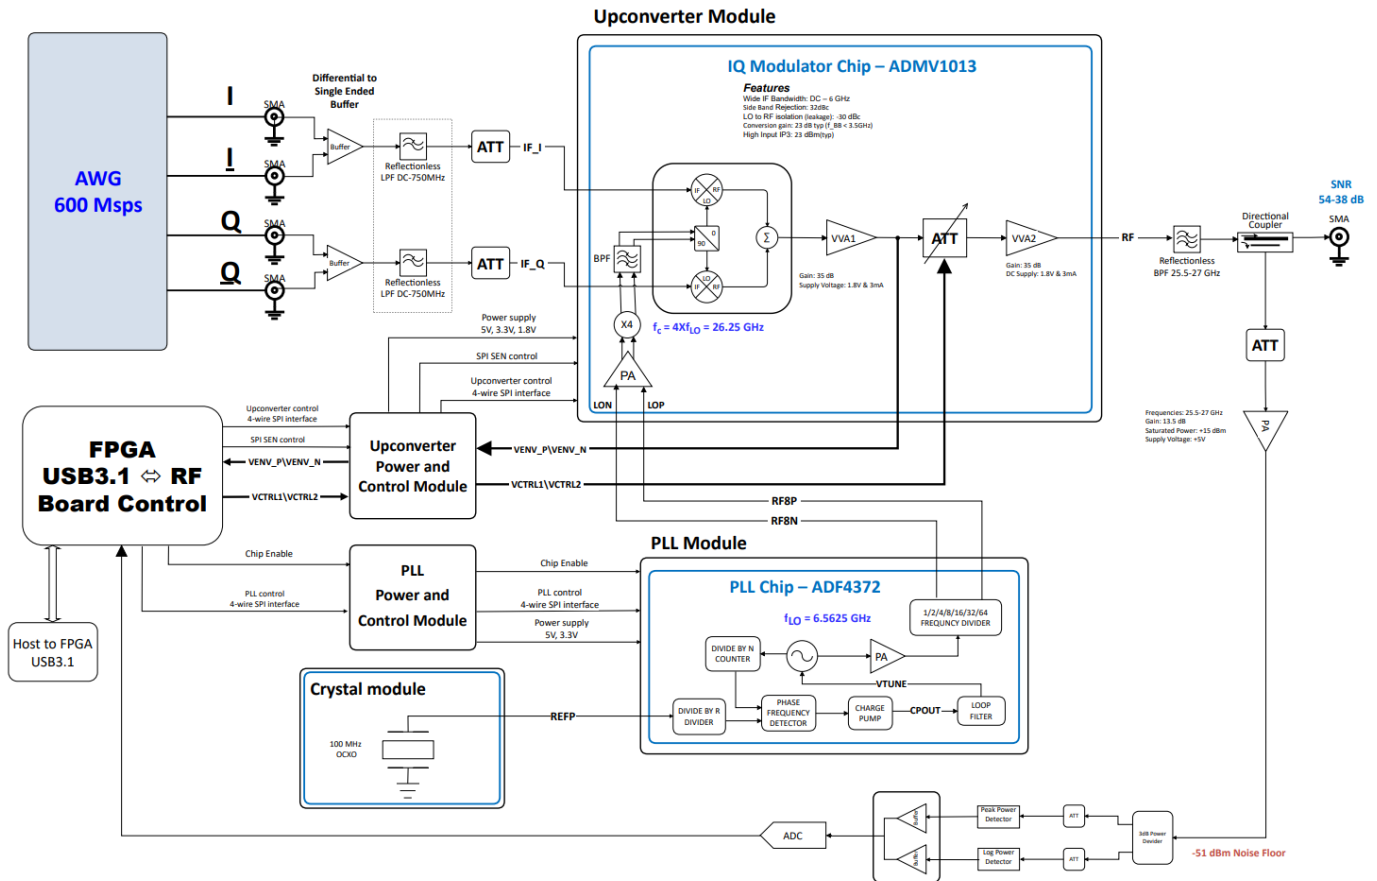 Upconverter Module
AWG
600 Msps
I
SMA
I
SMA
Q
SMA
Q
SMA
Differential to
Single Ended
Buffer
Buffer
Buffer
Reflectionless
LPF DC-750MHz
Reflectionless
LPF DC-750MHz
ATT
IF_I
ATT
IF_Q
IQ Modulator Chip – ADMV1013
Features
Wide IF Bandwidth: DC – 6 GHz
Side Band Rejection: 32dBc
LO to RF isolation (leakage): -30 dBc
Conversion gain: 23 dB typ (f_BB < 3.5GHz)
High Input IP3: 23 dBm(typ)
IF
RF
LO
0
90
LO
IF
RF
Σ
BPF
X4
PA
fc = 4XfLO = 26.25 GHz
VVA1
Gain: 35 dB
Supply Voltage: 1.8V & 3mA
ATT
VVA2
Gain: 35 dB
DC Supply: 1.8V & 3mA
LON
LOP
RF
Reflectionless
BPF 25.5-27 GHz
Directional
Coupler
SNR
54-38 dB
SMA
ATT
Frequencies: 25.5-27 GHz
Gain: 13.5 dB
Saturated Power: +15 dBm
Supply Voltage: +5V
PA
Power supply
5V, 3.3V, 1.8V
SPI SEN control
Upconverter control
4-wire SPI interface
FPGA
USB3.1 ⇔ RF
Board Control
Upconverter control
4-wire SPI interface
SPI SEN control
VENV_P\VENV_N
VCTRL1\VCTRL2
Upconverter
Power and
Control Module
VENV_P\VENV_N
VCTRL1\VCTRL2
RF8P
RF8N
Chip Enable
PLL control
4-wire SPI interface
PLL
Power and
Control Module
Chip Enable
PLL control
4-wire SPI interface
Power supply
5V, 3.3V
Host to FPGA
USB3.1
PLL Module
PLL Chip – ADF4372
fLO = 6.5625 GHz
1/2/4/8/16/32/64
FREQUNCY DIVIDER
DIVIDE BY N
COUNTER
PA
VTUNE
DIVIDE BY R
DIVIDER
PHASE
FREQUENCY
DETECTOR
CHARGE
PUMP
CPOUT
LOOP
FILTER
Crystal module
REFP
100 MHz
OCXO
ADC
Buffer
Buffer
Peak Power
Detector
ATT
Log Power
Detector
ATT
3dB Power
Devider
-51 dBm Noise Floor